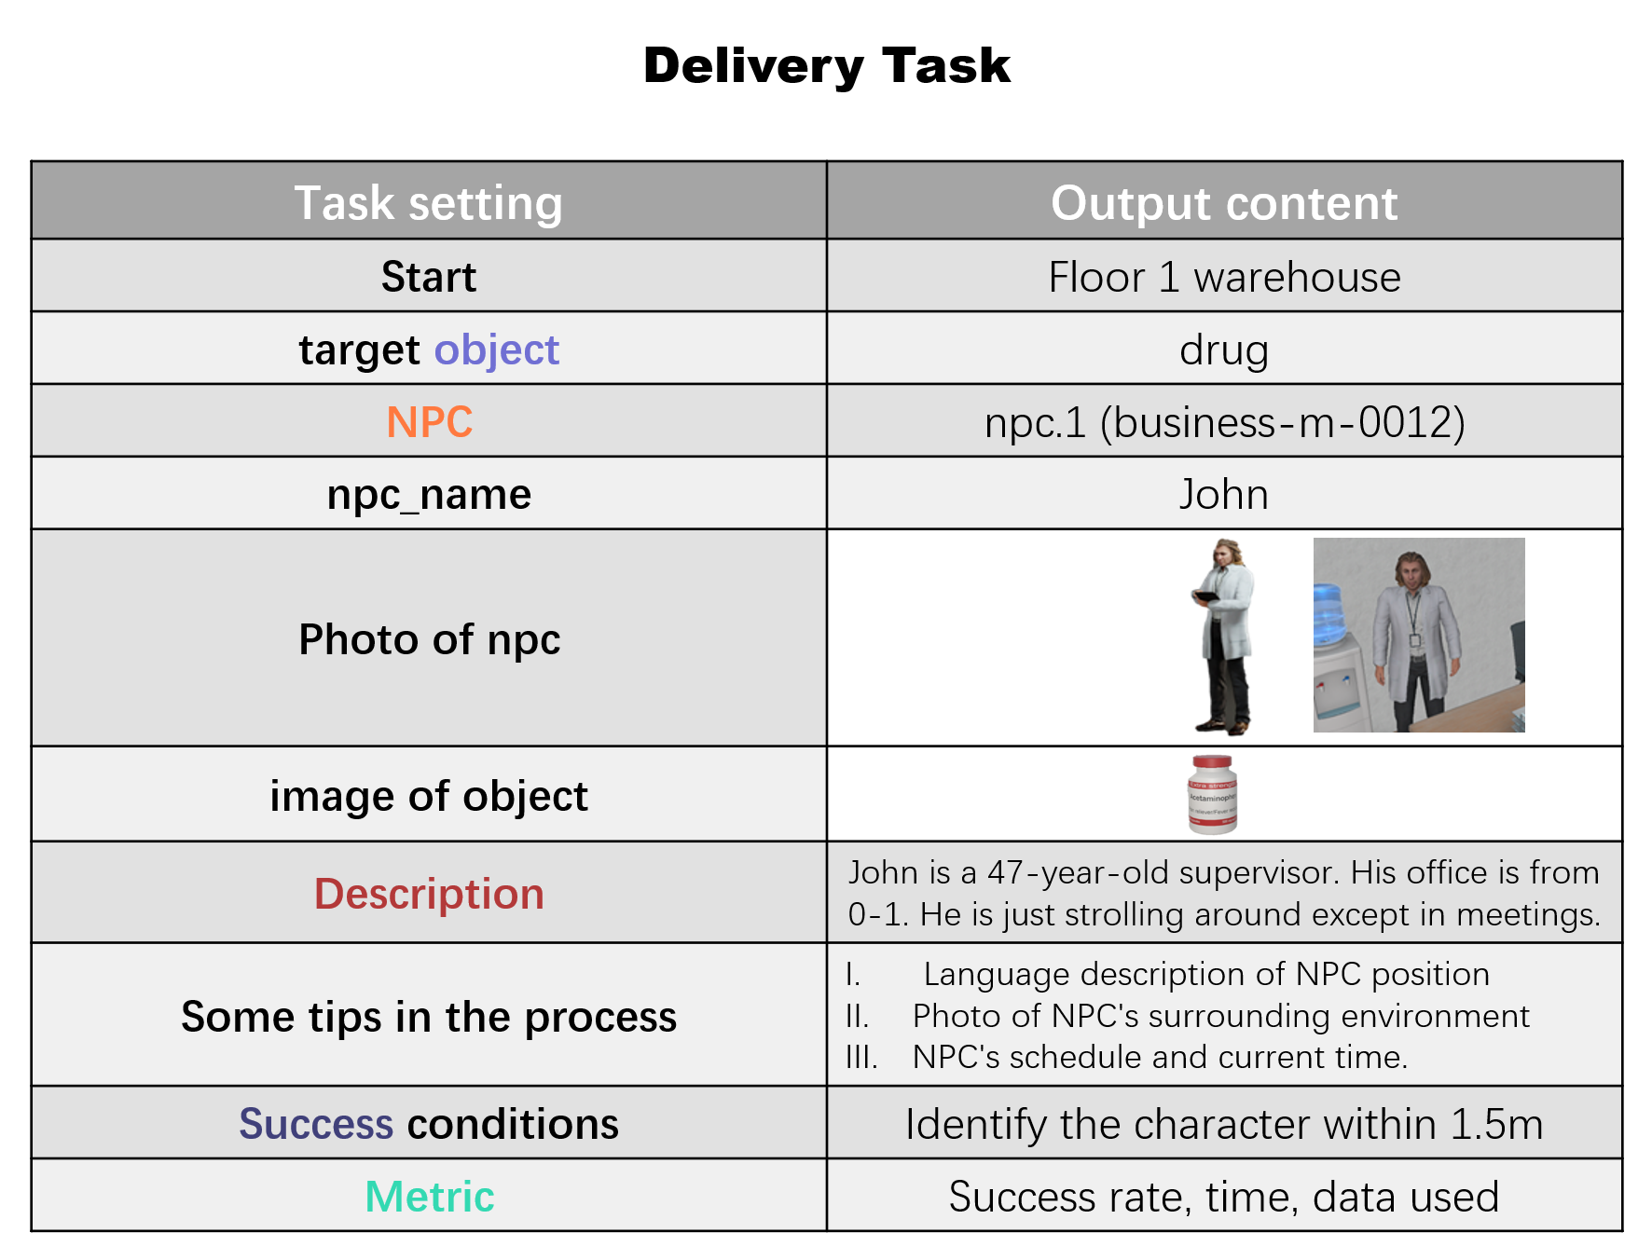 Delivery Task
Task setting
Output content
Start
Floor 1 warehouse
target object
drug
NPC
npc.1 (business-m-0012)
npc_name
John
Photo of npc
image of object
Description
John is a 47-year-old supervisor. His office is from
0-1. He is just strolling around except in meetings.
Some tips in the process
I. Language description of NPC position
II. Photo of NPC's surrounding environment
III. NPC's schedule and current time.
Success conditions
Identify the character within 1.5m
Metric
Success rate, time, data used